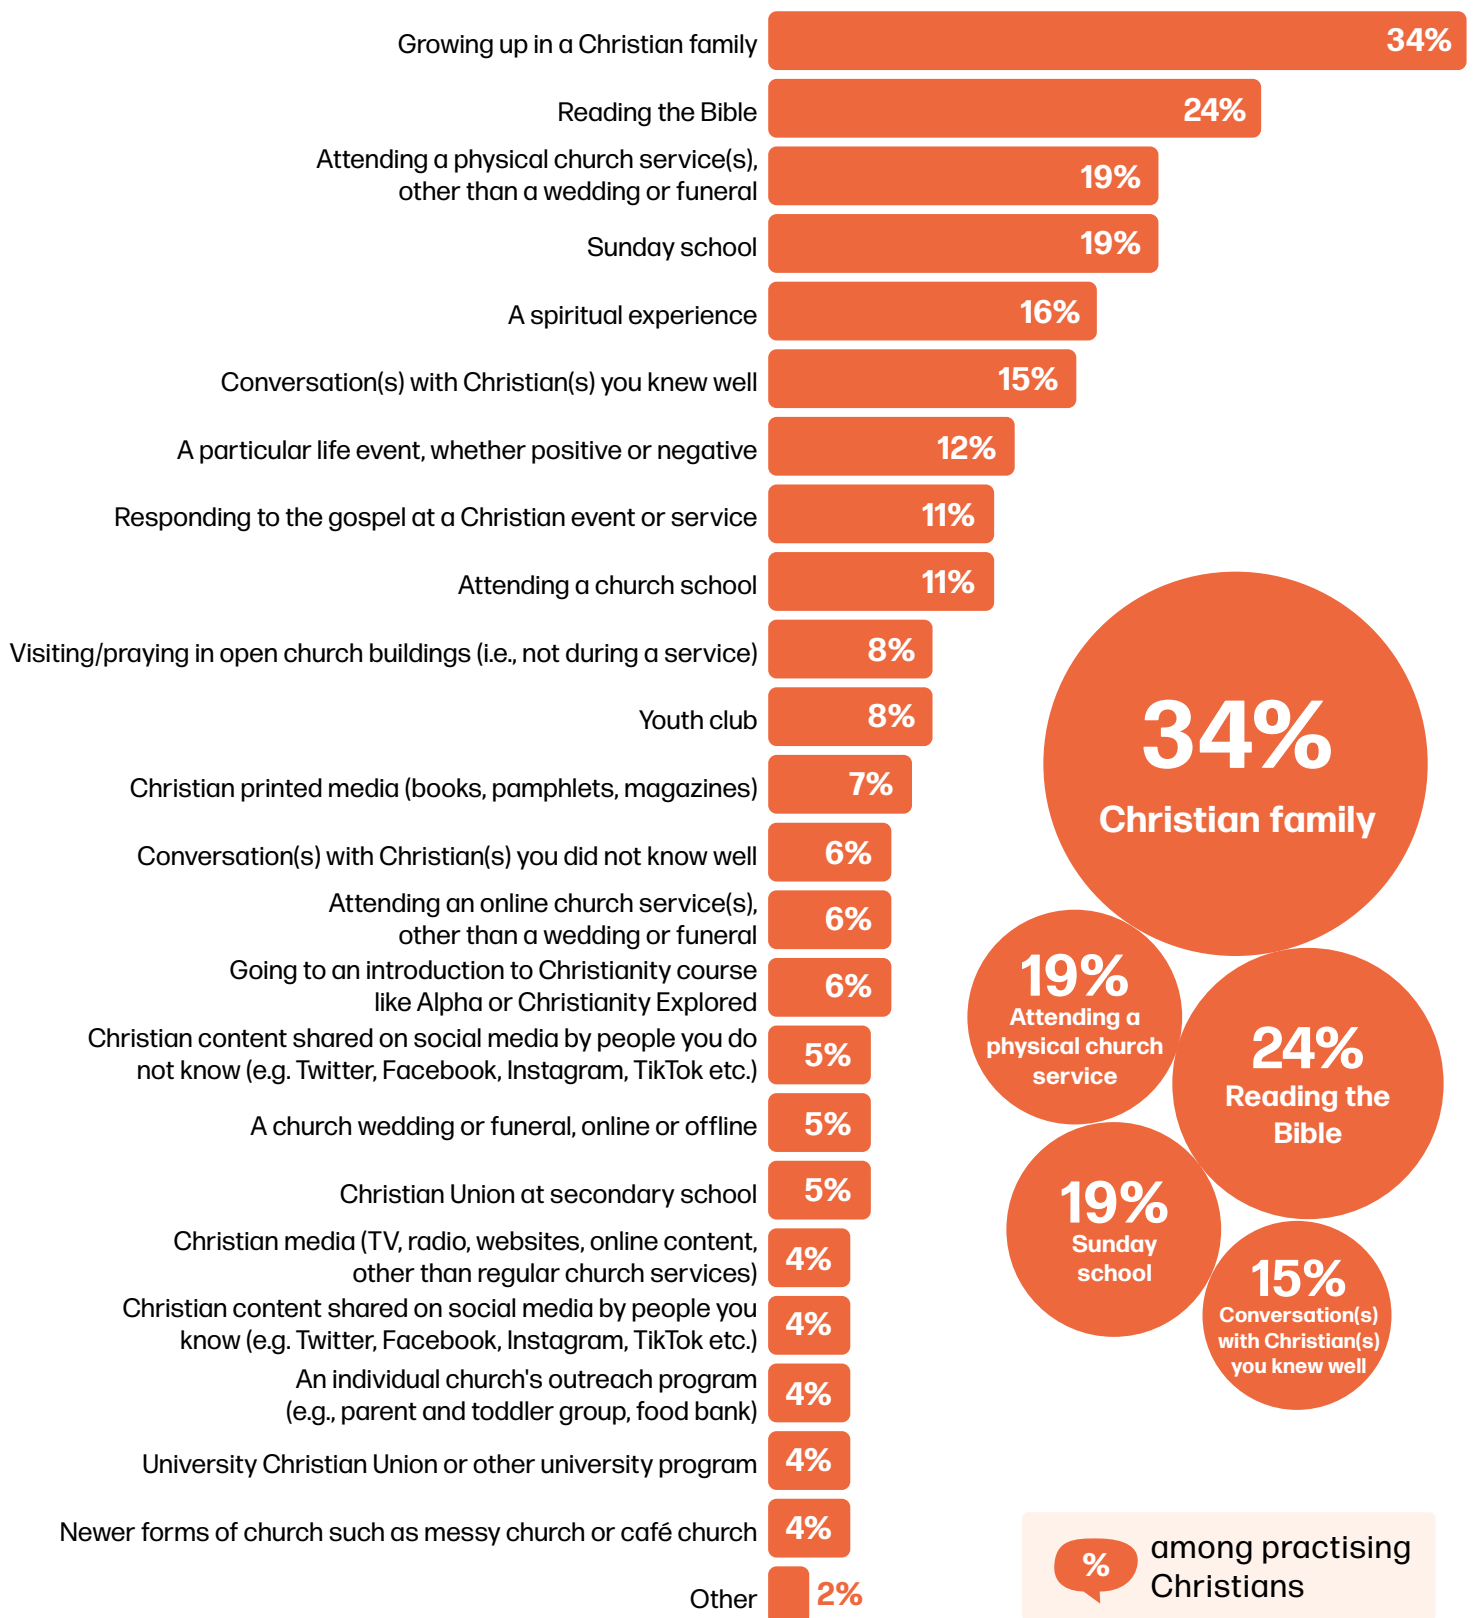 Growing up in a Christian family
34%
Reading the Bible
24%
Attending a physical church service(s),
other than a wedding or funeral
19%
Sunday school
19%
A spiritual experience
16%
Conversation(s) with Christian(s) you knew well
15%
A particular life event, whether positive or negative
12%
Responding to the gospel at a Christian event or service
11%
Attending a church school
11%
Visiting/praying in open church buildings (i.e., not during a service)
8%
Youth club
8%
Christian printed media (books, pamphlets, magazines)
7%
Conversation(s) with Christian(s) you did not know well
6%
Attending an online church service(s),
other than a wedding or funeral
6%
Going to an introduction to Christianity course
like Alpha or Christianity Explored
6%
Christian content shared on social media by people you do
not know (e.g. Twitter, Facebook, Instagram, TikTok etc.)
5%
A church wedding or funeral, online or offline
5%
Christian Union at secondary school
5%
Christian media (TV, radio, websites, online content,
other than regular church services)
4%
Christian content shared on social media by people you
know (e.g. Twitter, Facebook, Instagram, TikTok etc.)
4%
An individual church's outreach program
(e.g., parent and toddler group, food bank)
4%
University Christian Union or other university program
4%
Newer forms of church such as messy church or café church
4%
Other
2%
34%
Christian family
19%
Attending a
physical church
service
24%
Reading the
Bible
19%
Sunday
school
15%
Conversation(s)
with Christian(s)
you knew well
%
among practising
Christians